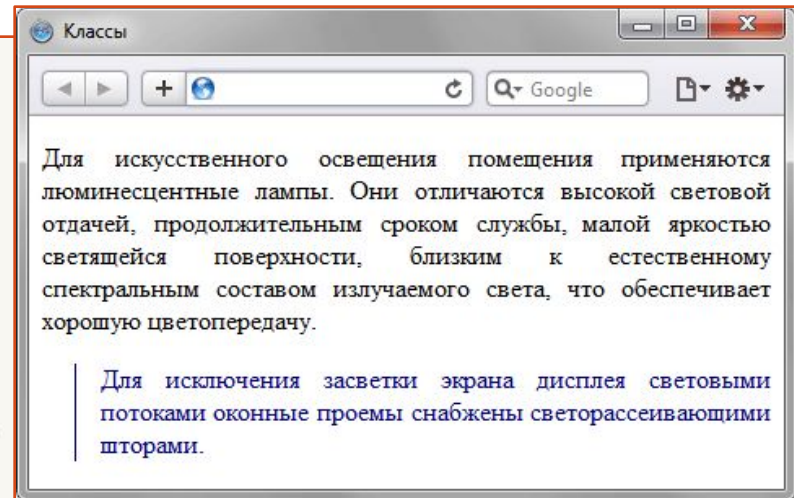 Классы
Google
Для искусственного освещения помещения применяются
люминесцентные лампы. Они отличаются высокой световой
отдачей, продолжительным сроком службы, малой яркостью
светящейся поверхности, близким к естественному
спектральным составом излучаемого света, что обеспечивает
хорошую цветопередачу.
Для исключения засветки экрана дисплея световыми
потоками оконные проемы снабжены светорассеивающими
шторами.